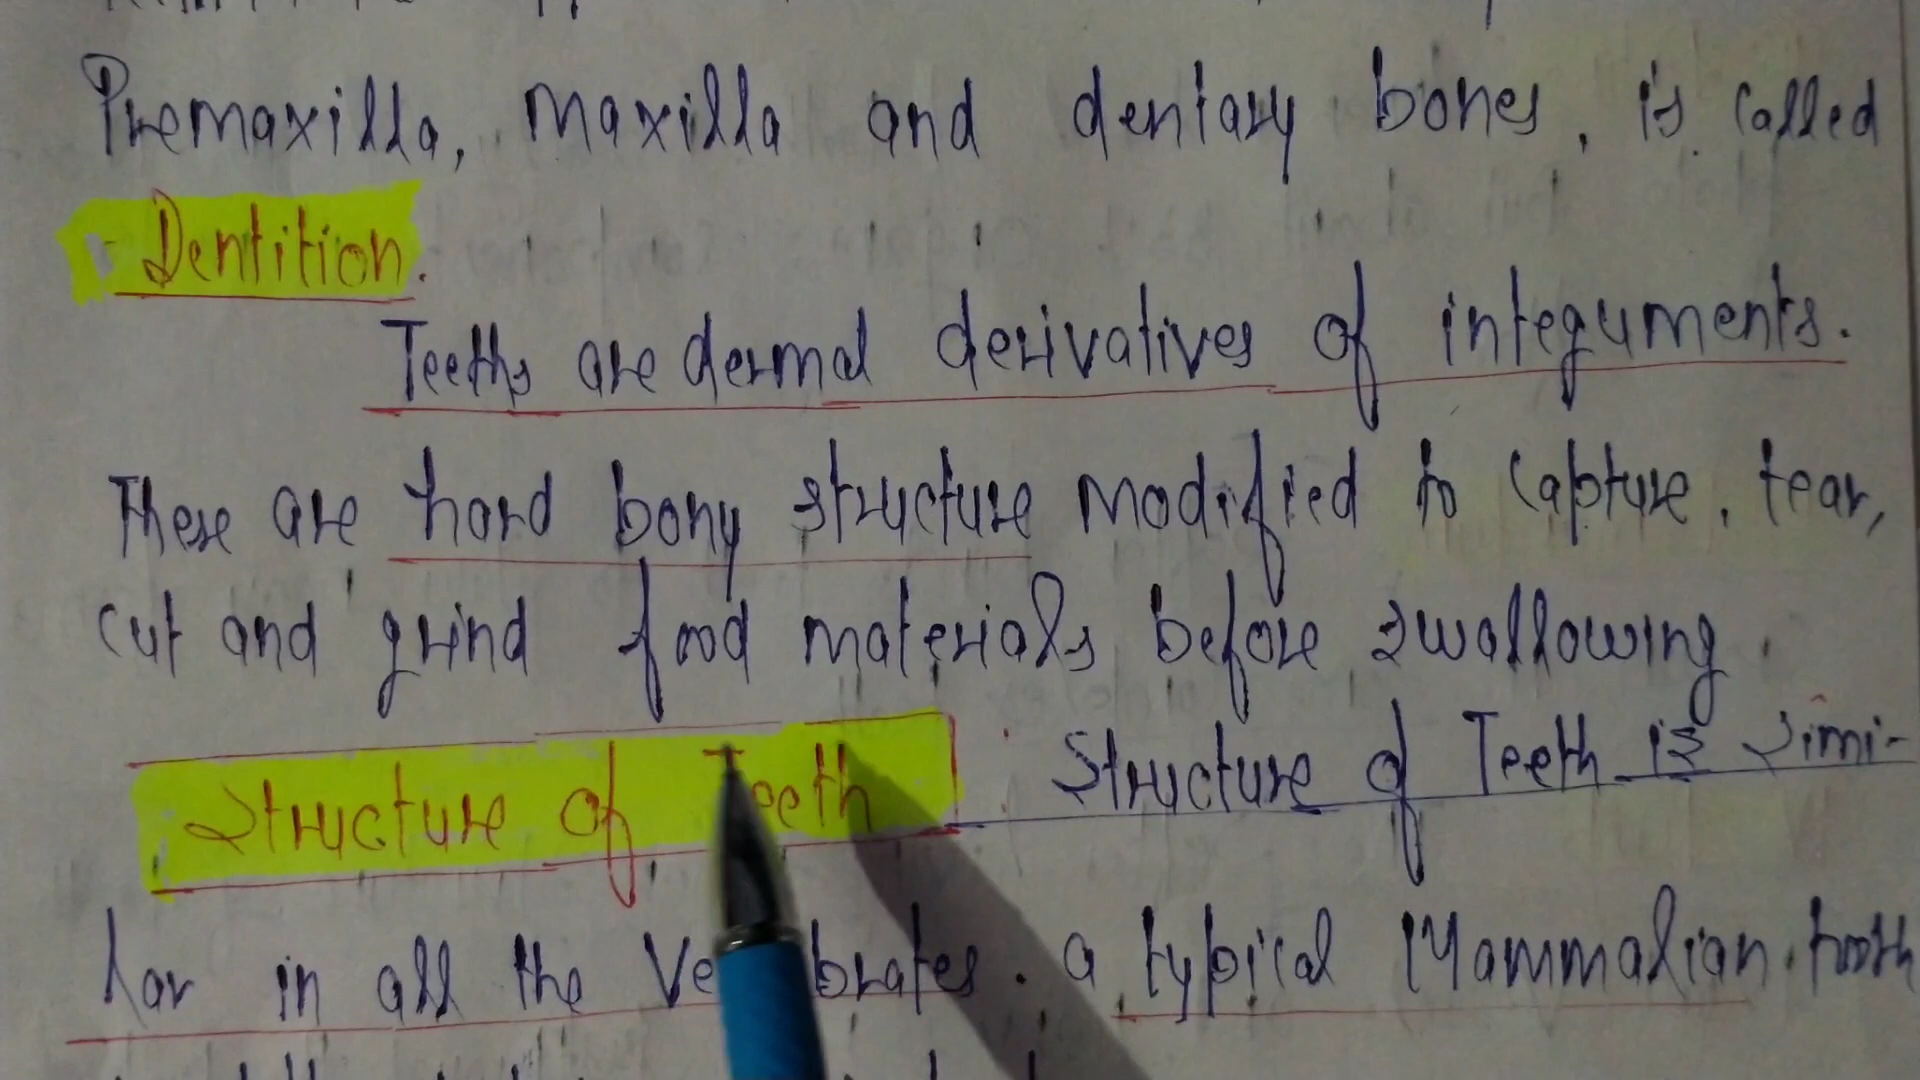 Premaxilla, Maxilla and dentary bones, is called
Dentition.
Teeths are dermal derivatives of integuments.
These are hard bony structure modified to capture, tear,
cut and grind food materials before swallowing.
Structure of Teeth : Structure of Teeth is simi-
lar in all the Ve brates. a typical Mammalian tooth